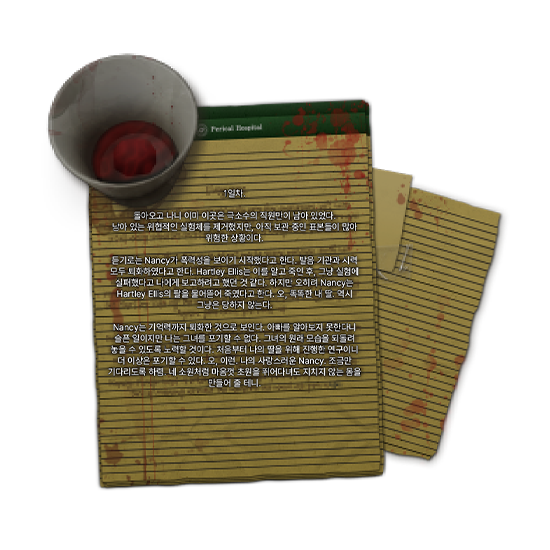 Perical Hospital
1일차.
돌아오고 나니 이미 이곳은 극소수의 직원만이 남아 있었다.
남아 있는 위협적인 실험체를 제거했지만, 아직 보관 중인 표본들이 많아
위험한 상황이다.
듣기로는 Nancy가 폭력성을 보이기 시작했다고 한다. 발음 기관과 시력
모두 퇴화하였다고 한다. Hartley Ellis는 이를 알고 죽인 후, 그냥 실험에
실패했다고 나에게 보고하려고 했던 것 같다. 하지만 오히려 Nancy는
Hartley Ellis의 팔을 물어뜯어 죽였다고 한다. 오, 똑똑한 내 딸. 역시
그냥은 당하지 않는다.
Nancy는 기억력까지 퇴화한 것으로 보인다. 아빠를 알아보지 못한다니
슬픈 일이지만 나는 그녀를 포기할 수 없다. 그녀의 원래 모습을 되돌려
놓을 수 있도록 노력할 것이다. 처음부터 나의 딸을 위해 진행한 연구이니
더 이상은 포기할 수 있다. 오, 이런, 나의 사랑스러운 Nancy. 조금만
기다리도록 하렴. 네 소원처럼 마음껏 초원을 뛰어다녀도 지치지 않는 몸을
만들어 줄 테니.